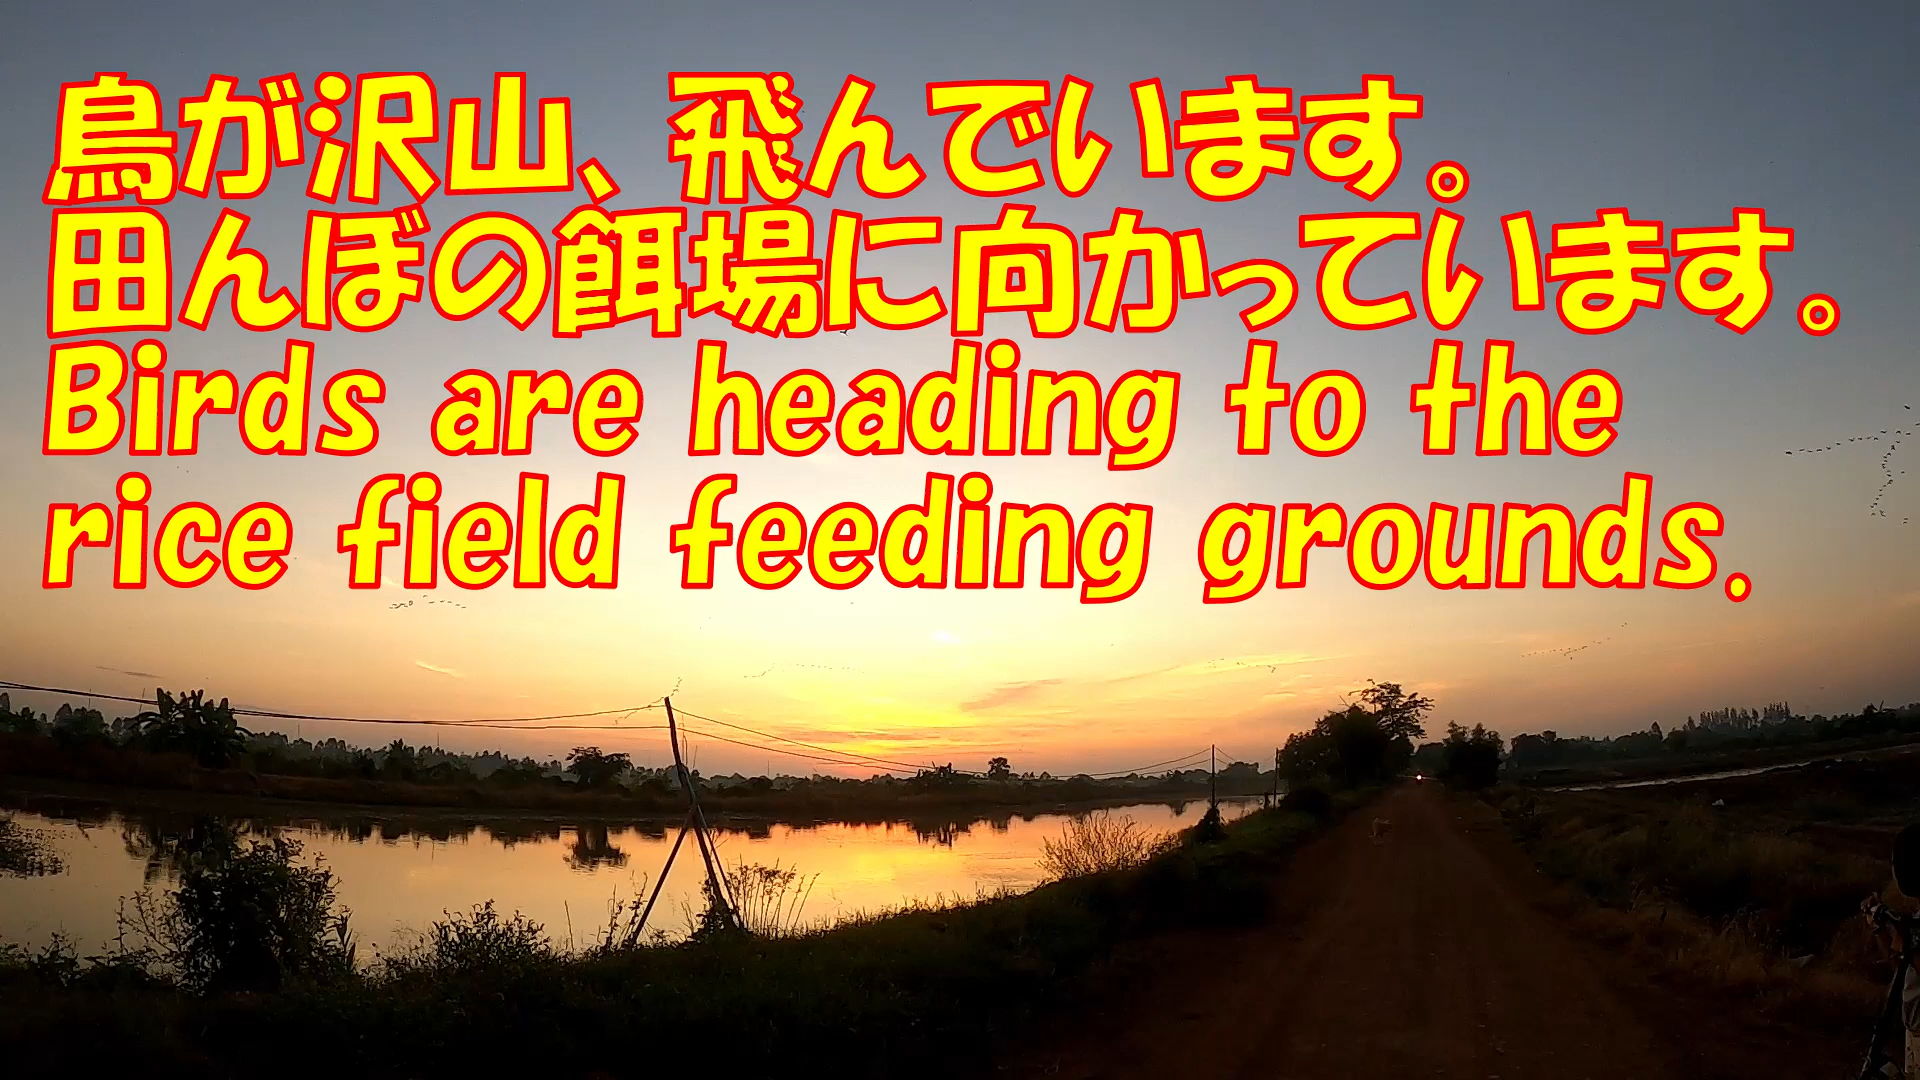 鳥が沢山、飛んでいます。
田んぼの餌場に向かっています。
Birds are heading to the
rice field feeding grounds.